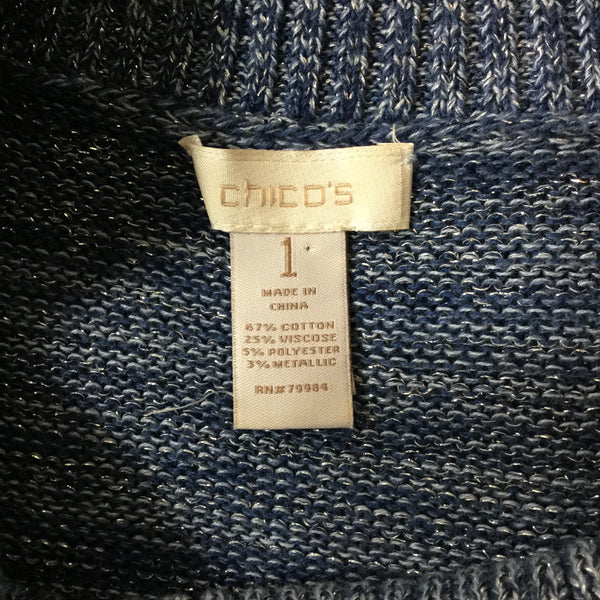 chico's
1
MADE IN
CHINA
67% COTTON
25% VISCOSE
5% POLYESTER
3% METALLIC
RN# 79984